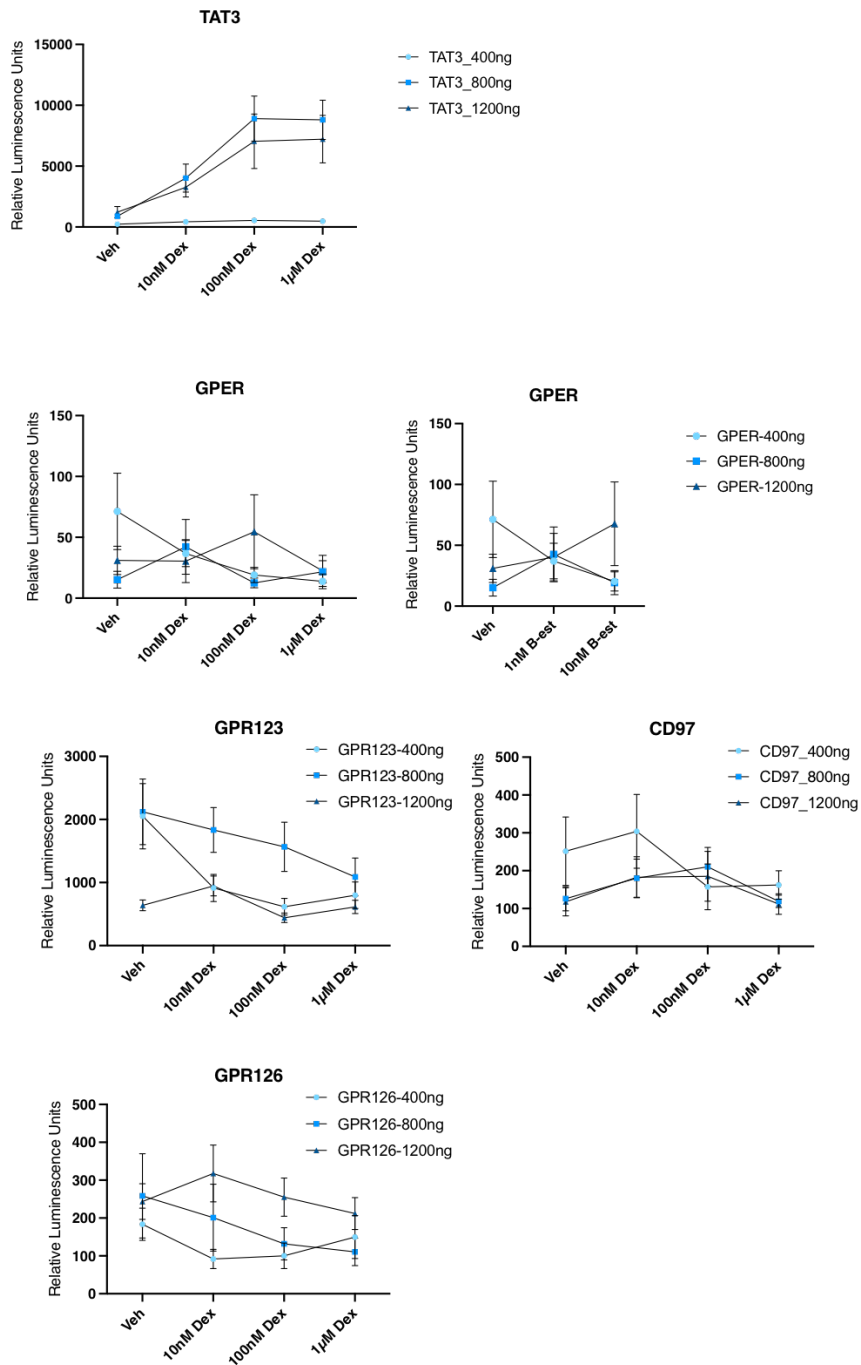 TAT3
Relative Luminescence Units
15000
10000
5000
0
Veh
10nM Dex
100nM Dex
1µM Dex
TAT3_400ng
TAT3_800ng
TAT3_1200ng
GPER
Relative Luminescence Units
150
100
50
0
Veh
10nM Dex
100nM Dex
1µM Dex
GPER
Relative Luminescence Units
150
100
50
0
Veh
1nM B-est
10nM B-est
GPER-400ng
GPER-800ng
GPER-1200ng
GPR123
Relative Luminescence Units
3000
2000
1000
0
Veh
10nM Dex
100nM Dex
1µM Dex
GPR123-400ng
GPR123-800ng
GPR123-1200ng
CD97
Relative Luminescence Units
500
400
300
200
100
0
Veh
10nM Dex
100nM Dex
1µM Dex
CD97_400ng
CD97_800ng
CD97_1200ng
GPR126
Relative Luminescence Units
500
400
300
200
100
0
Veh
10nM Dex
100nM Dex
1µM Dex
GPR126-400ng
GPR126-800ng
GPR126-1200ng